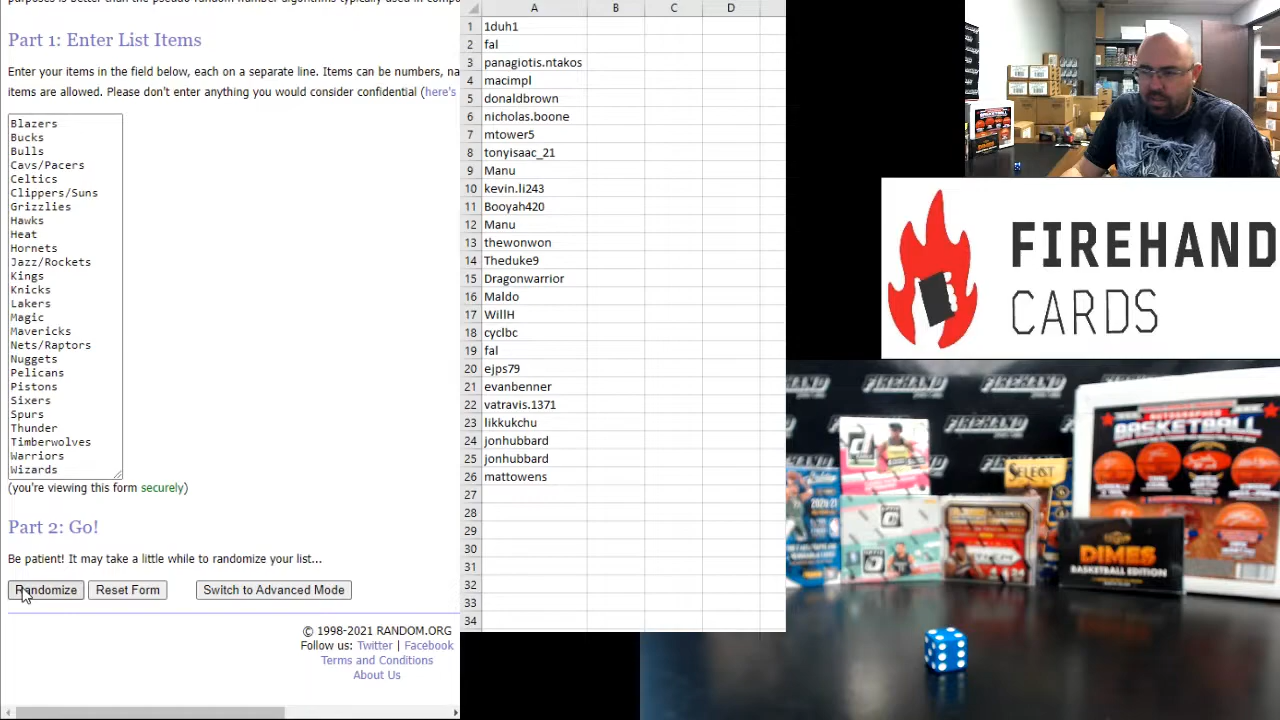 purposes is better than the pseudo-random number algorithms typically used in compu
Part 1: Enter List Items
Enter your items in the field below, each on a separate line. Items can be numbers, na
items are allowed. Please don't enter anything you would consider confidential (here's
Blazers
Bucks
Bulls
Cavs/Pacers
Celtics
Clippers/Suns
Grizzlies
Hawks
Heat
Hornets
Jazz/Rockets
Kings
Knicks
Lakers
Magic
Mavericks
Nets/Raptors
Nuggets
Pelicans
Pistons
Sixers
Spurs
Thunder
Timberwolves
Warriors
Wizards
(you're viewing this form securely)
Part 2: Go!
Be patient! It may take a little while to randomize your list...
Randomize Reset Form Switch to Advanced Mode
© 1998-2021 RANDOM.ORG
Follow us: Twitter | Facebook
Terms and Conditions
About Us
A B C D
1 1duh1
2 fal
3 panagiotis.ntakos
4 macimpl
5 donaldbrown
6 nicholas.boone
7 mtower5
8 tonyisaac_21
9 Manu
10 kevin.li243
11 Booyah420
12 Manu
13 thewonwon
14 Theduke9
15 Dragonwarrior
16 Maldo
17 WillH
18 cyclbc
19 fal
20 ejps79
21 evanbenner
22 vatravis.1371
23 likkukchu
24 jonhubbard
25 jonhubbard
26 mattowens
27
28
29
30
31
32
33
34
FIREHAND
CARDS
FIREHAND
AUTOGRAPHED
BASKETBALL
SELECT
DIMES
BASKETBALL EDITION